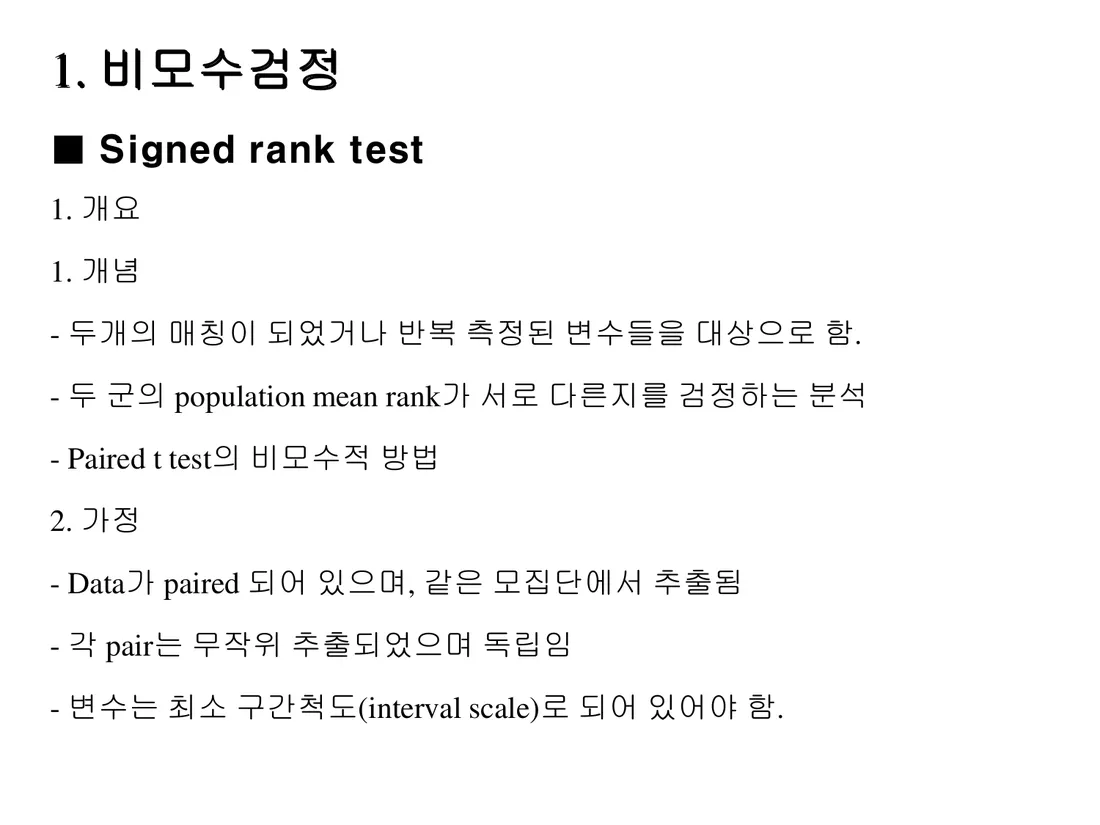 1. 비모수검정
■ Signed rank test
1. 개요
1. 개념
- 두개의 매칭이 되었거나 반복 측정된 변수들을 대상으로 함.
- 두 군의 population mean rank가 서로 다른지를 검정하는 분석
- Paired t test의 비모수적 방법
2. 가정
- Data가 paired 되어 있으며, 같은 모집단에서 추출됨
- 각 pair는 무작위 추출되었으며 독립임
- 변수는 최소 구간척도(interval scale)로 되어 있어야 함.